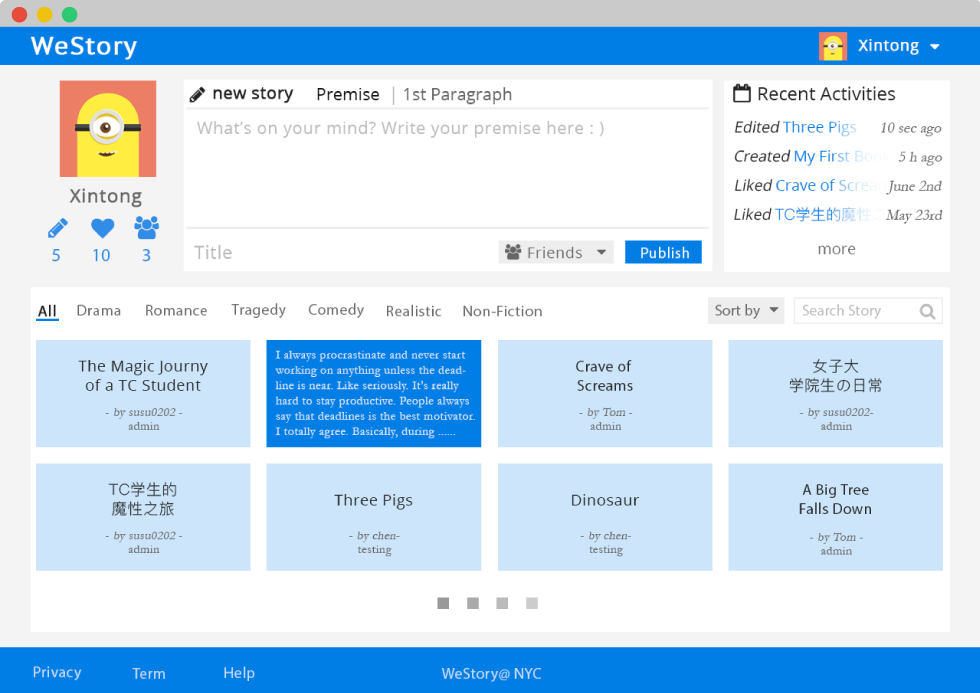 WeStory
Xintong
new story Premise | 1st Paragraph
What's on your mind? Write your premise here : )
Title
Friends
Publish
Xintong
5 10 3
Recent Activities
Edited Three Pigs 10 sec ago
Created My First Boo 5 h ago
Liked Crave of Screa June 2nd
Liked TC学生的魔性之 May 23rd
more
All Drama Romance Tragedy Comedy Realistic Non-Fiction
Sort by
Search Story
The Magic Journy
of a TC Student
- by susu0202 -
admin
I always procrastinate and never start
working on anything unless the dead-
line is near. Like seriously. It's really
hard to stay productive. People always
say that deadlines is the best motivator.
I totally agree. Basically, during ......
Crave of
Screams
- by Tom -
admin
女子大
学院生の日常
- by susu0202-
admin
TC学生的
魔性之旅
- by susu0202 -
admin
Three Pigs
- by chen-
testing
Dinosaur
- by chen-
testing
A Big Tree
Falls Down
- by Tom -
admin
Privacy Term Help WeStory@ NYC